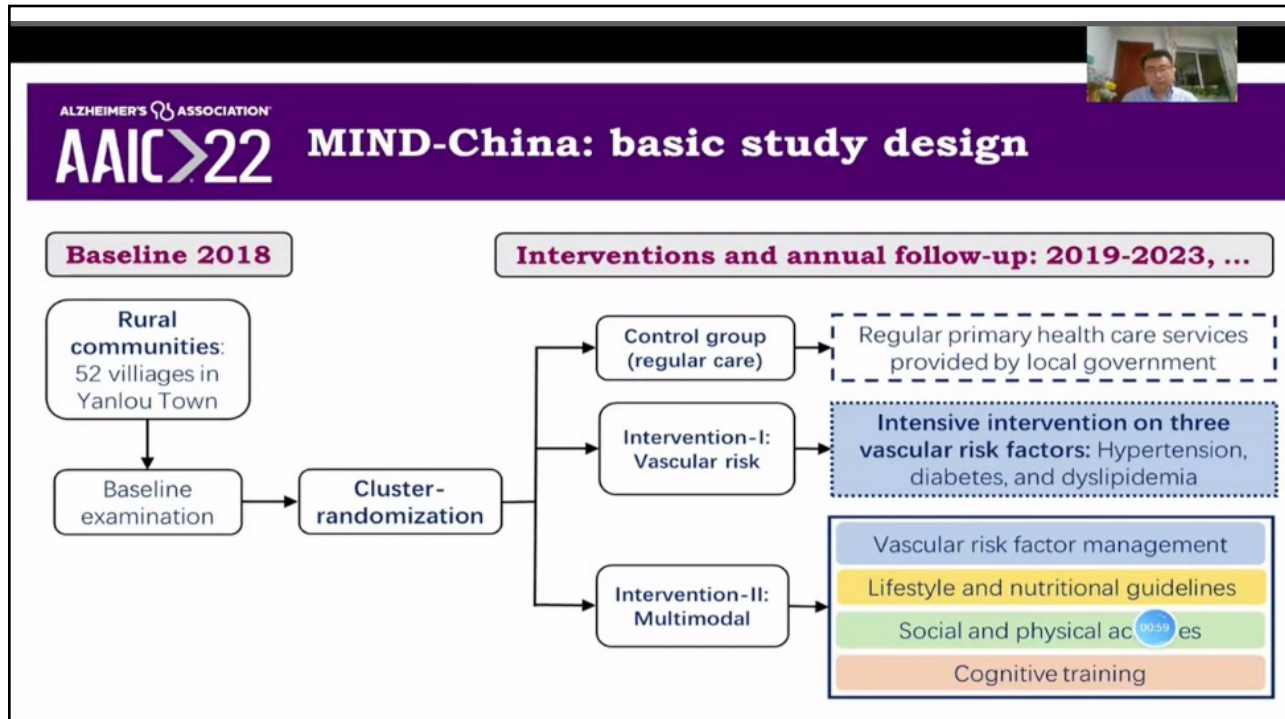 ALZHEIMER'S ASSOCIATION
AAIC>22
MIND-China: basic study design
Baseline 2018
Interventions and annual follow-up: 2019-2023, ...
Rural
communities:
52 villiages in
Yanlou Town
Baseline
examination
Cluster-
randomization
Control group
(regular care)
Regular primary health care services
provided by local government
Intervention-I:
Vascular risk
Intensive intervention on three
vascular risk factors: Hypertension,
diabetes, and dyslipidemia
Intervention-II:
Multimodal
Vascular risk factor management
Lifestyle and nutritional guidelines
Social and physical ac
00:59
es
Cognitive training